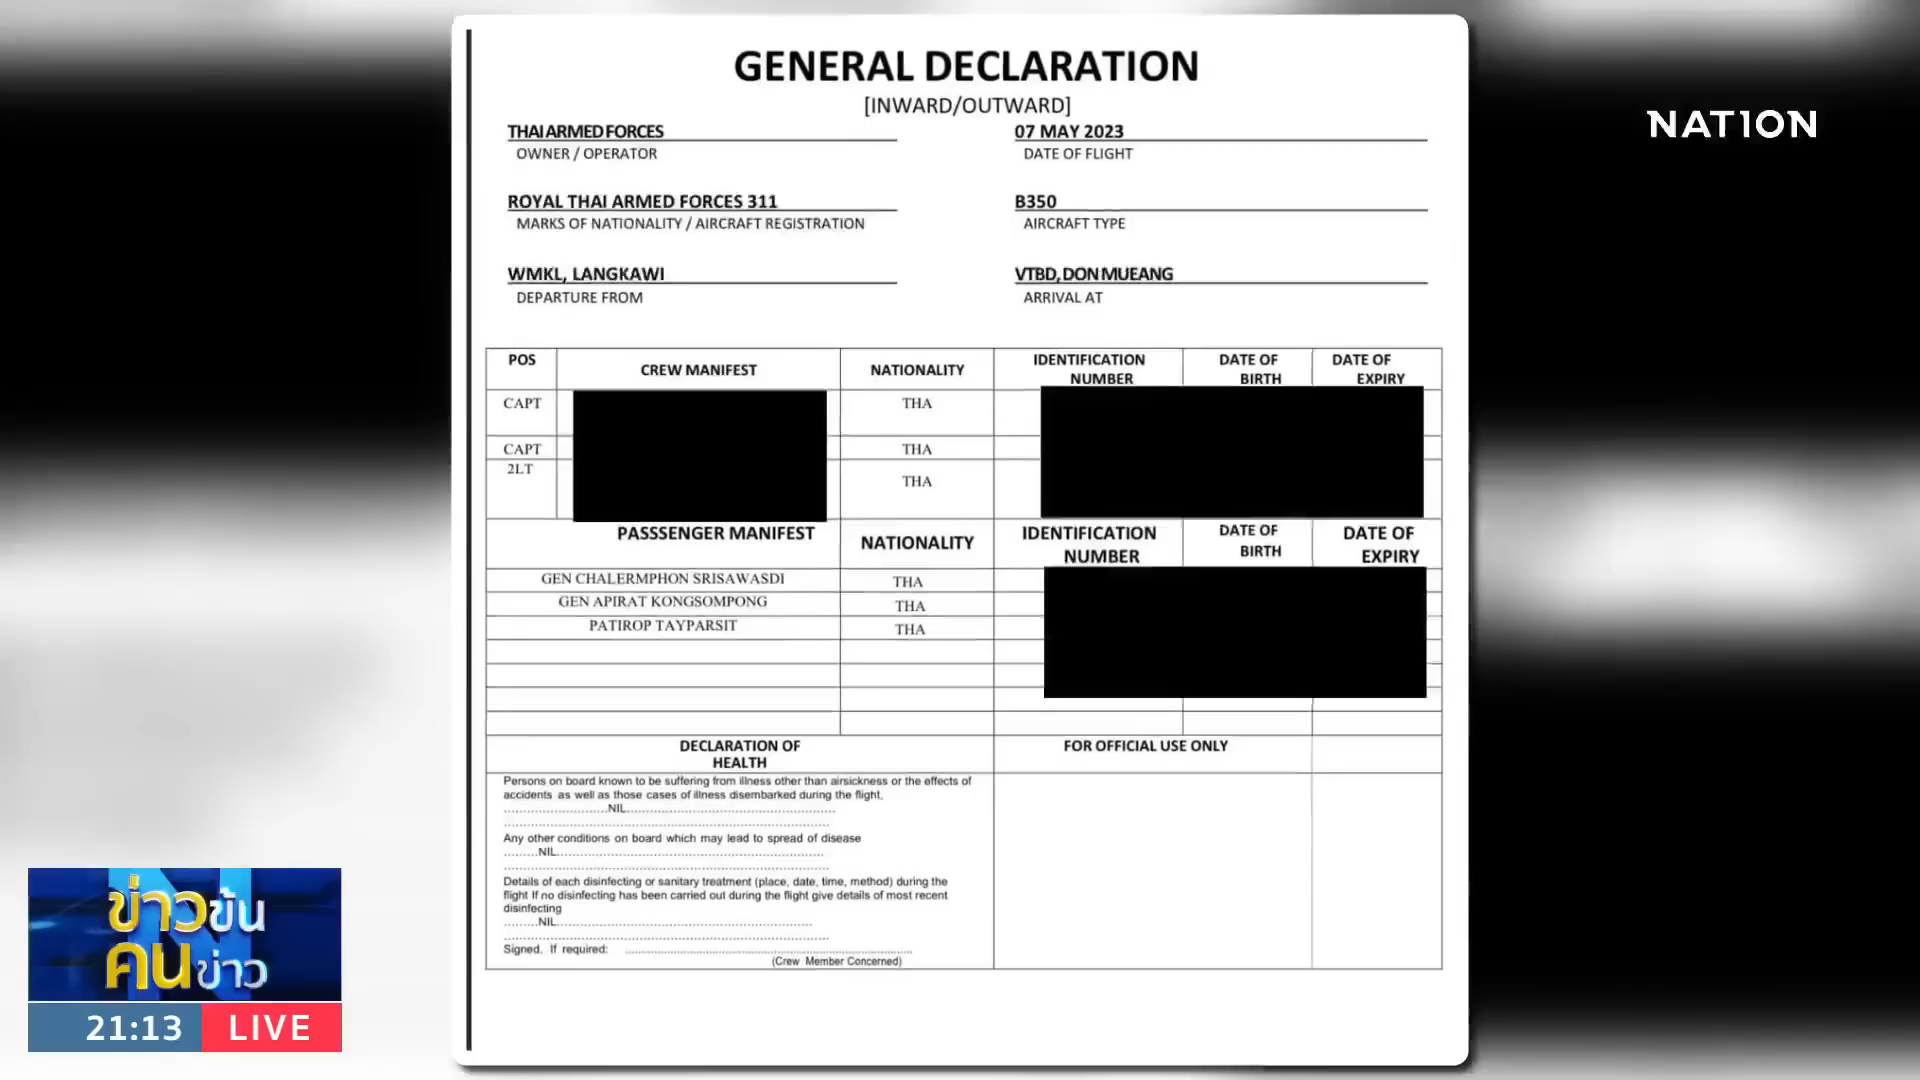 GENERAL DECLARATION
[INWARD/OUTWARD]
THAI ARMED FORCES
OWNER / OPERATOR
07 MAY 2023
DATE OF FLIGHT
ROYAL THAI ARMED FORCES 311
MARKS OF NATIONALITY / AIRCRAFT REGISTRATION
B350
AIRCRAFT TYPE
WMKL, LANGKAWI
DEPARTURE FROM
VTBD, DON MUEANG
ARRIVAL AT
NATION
POS CREW MANIFEST NATIONALITY IDENTIFICATION NUMBER DATE OF BIRTH DATE OF EXPIRY
CAPT THA
CAPT THA
2LT THA
PASSSENGER MANIFEST NATIONALITY IDENTIFICATION NUMBER DATE OF BIRTH DATE OF EXPIRY
GEN CHALERMPHON SRISAWASDI THA
GEN APIRAT KONGSOMPONG THA
PATIROP TAYPARSIT THA
DECLARATION OF
HEALTH
FOR OFFICIAL USE ONLY
Persons on board known to be suffering from illness other than airsickness or the effects of
accidents as well as those cases of illness disembarked during the flight,
............................NIL............................
Any other conditions on board which may lead to spread of disease
.........NIL............................
Details of each disinfecting or sanitary treatment (place, date, time, method) during the
flight If no disinfecting has been carried out during the flight give details of most recent
disinfecting
.........NIL............................
Signed, If required: ............................
(Crew Member Concerned)
ข่าวข้น
คนข่าว
21:13 LIVE